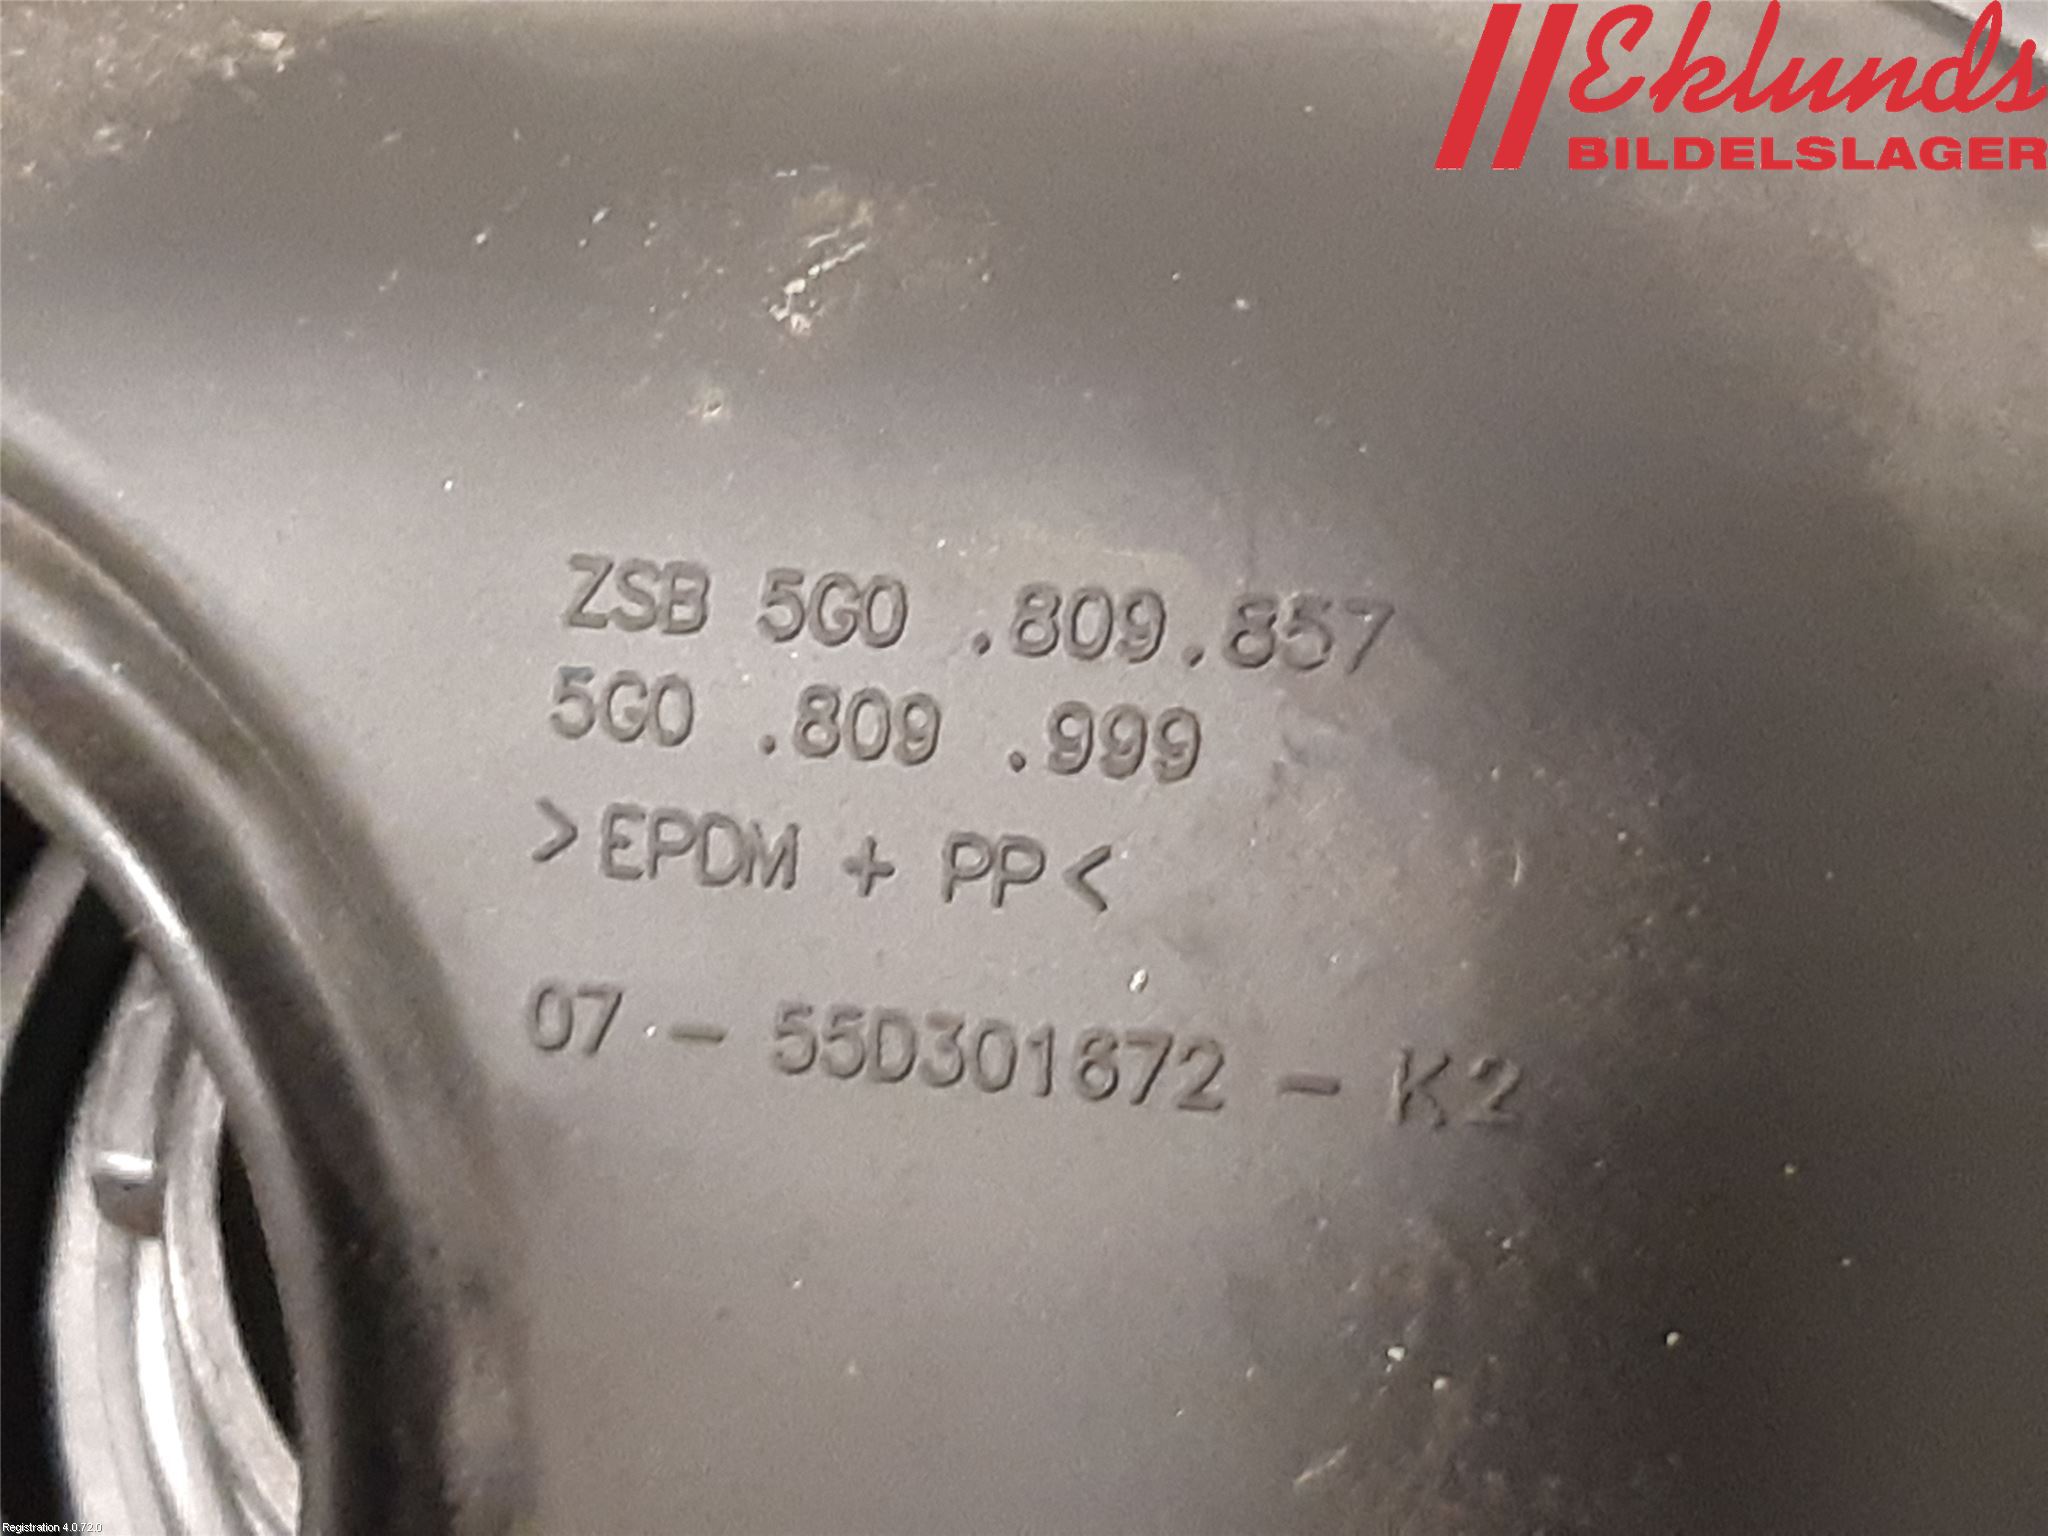 Eklunds
BILDELSLAGER
ZSB 5G0 .809.857
5G0 .809 .999
>EPDM + PP<
07 - 55D301672 - K2
Registration 4.0.72.0